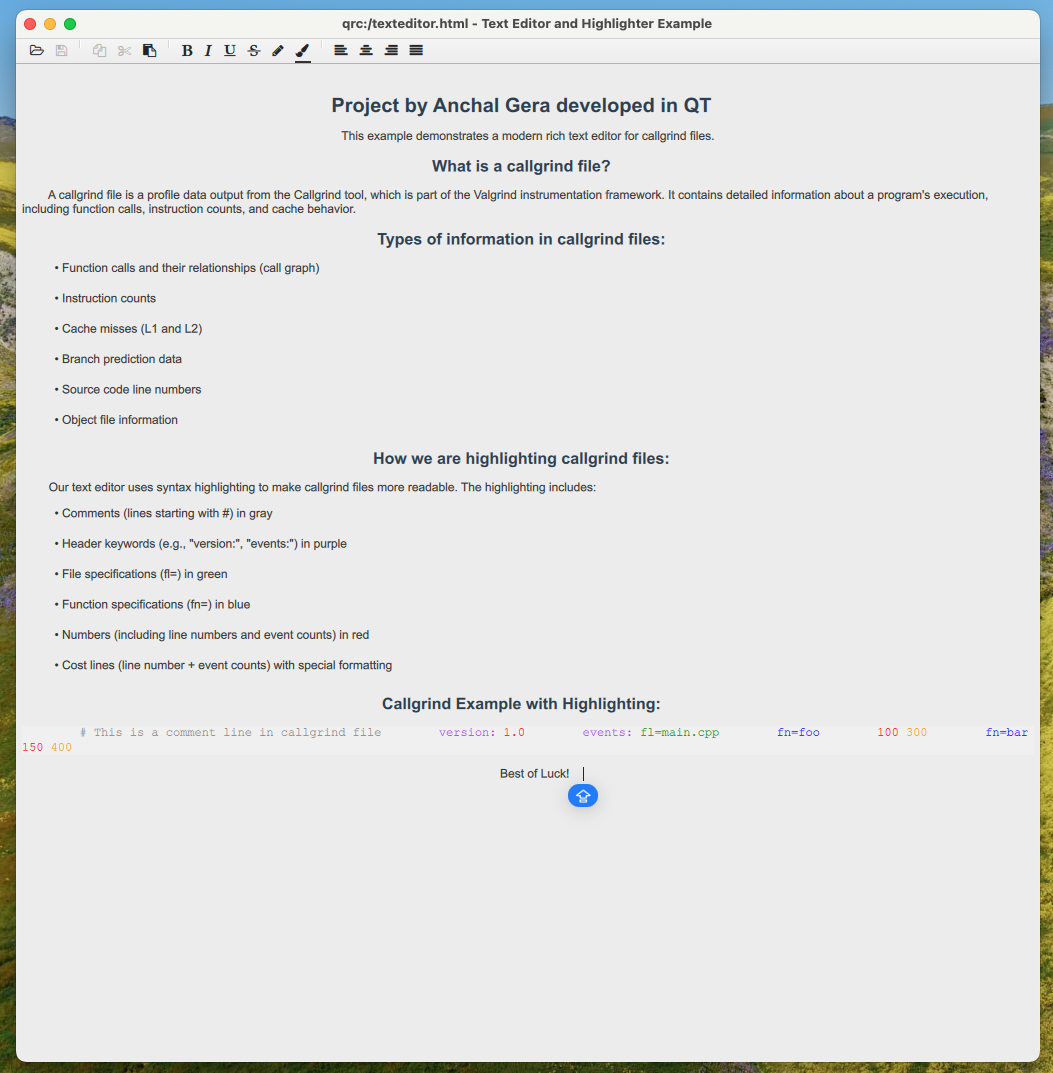 qrc:/texteditor.html - Text Editor and Highlighter Example
B I U S
Project by Anchal Gera developed in QT
This example demonstrates a modern rich text editor for callgrind files.
What is a callgrind file?
A callgrind file is a profile data output from the Callgrind tool, which is part of the Valgrind instrumentation framework. It contains detailed information about a program's execution,
including function calls, instruction counts, and cache behavior.
Types of information in callgrind files:
• Function calls and their relationships (call graph)
• Instruction counts
• Cache misses (L1 and L2)
• Branch prediction data
• Source code line numbers
• Object file information
How we are highlighting callgrind files:
Our text editor uses syntax highlighting to make callgrind files more readable. The highlighting includes:
• Comments (lines starting with #) in gray
• Header keywords (e.g., "version:", "events:") in purple
• File specifications (fl=) in green
• Function specifications (fn=) in blue
• Numbers (including line numbers and event counts) in red
• Cost lines (line number + event counts) with special formatting
Callgrind Example with Highlighting:
# This is a comment line in callgrind file version: 1.0 events: fl=main.cpp fn=foo 100 300 fn=bar
150 400
Best of Luck!